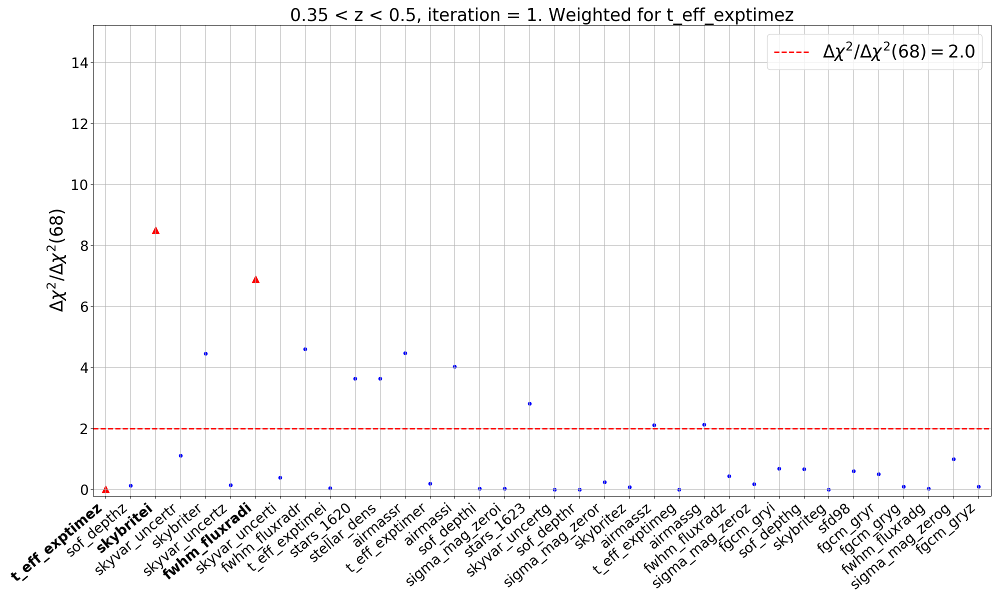 0.35 < z < 0.5, iteration = 1. Weighted for t_eff_exptimez
Δχ²/Δχ²(68) = 2.0
Δχ²/Δχ²(68)
14
12
10
8
6
4
2
0
t_eff_exptimez
sof_depthz
skybritei
skyvar_uncertr
skybriter
skyvar_uncertz
fwhm_fluxradi
skyvar_uncerti
fwhm_fluxradr
t_eff_exptimei
stars_1620
stellar_dens
airmassr
t_eff_exptimer
airmassi
sof_depthi
sigma_mag_zeroi
stars_1623
skyvar_uncertg
sof_depthr
sigma_mag_zeror
skybritez
airmassz
t_eff_exptimeg
airmassg
fwhm_fluxradz
sigma_mag_zeroz
fgcm_gryi
sof_depthg
skybriteg
sfd98
fgcm_gryr
fgcm_gryg
fwhm_fluxradg
sigma_mag_zerog
fgcm_gryz